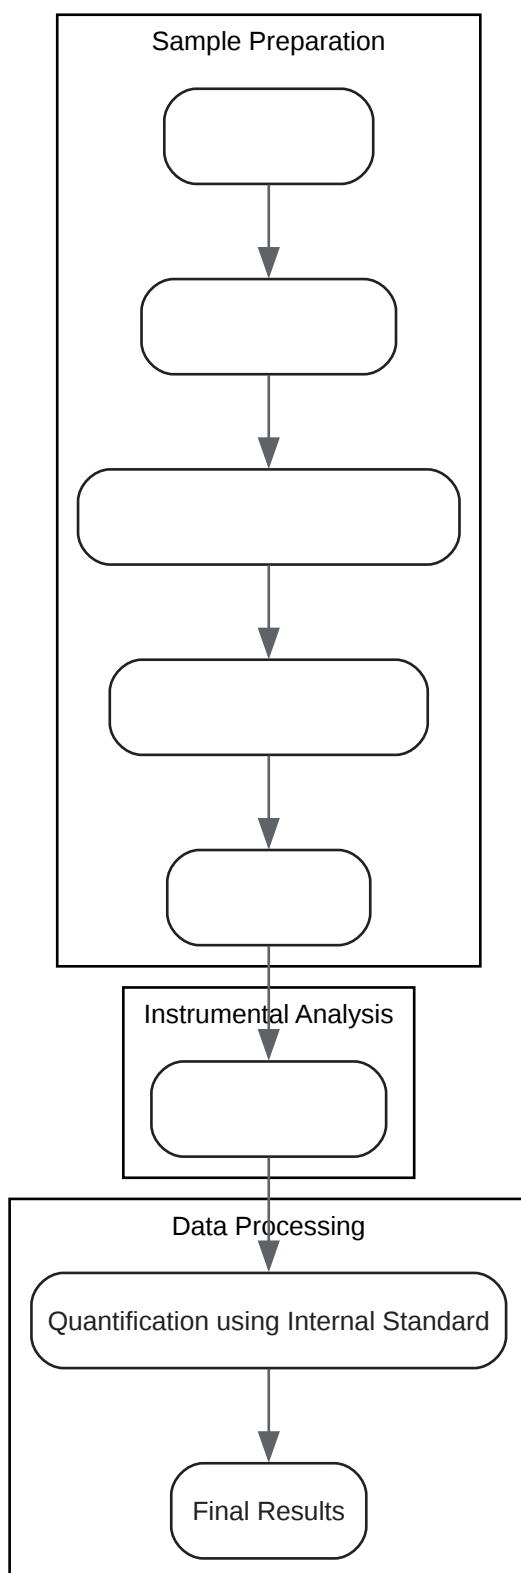 Sample Preparation
Instrumental Analysis
Data Processing
Quantification using Internal Standard
Final Results